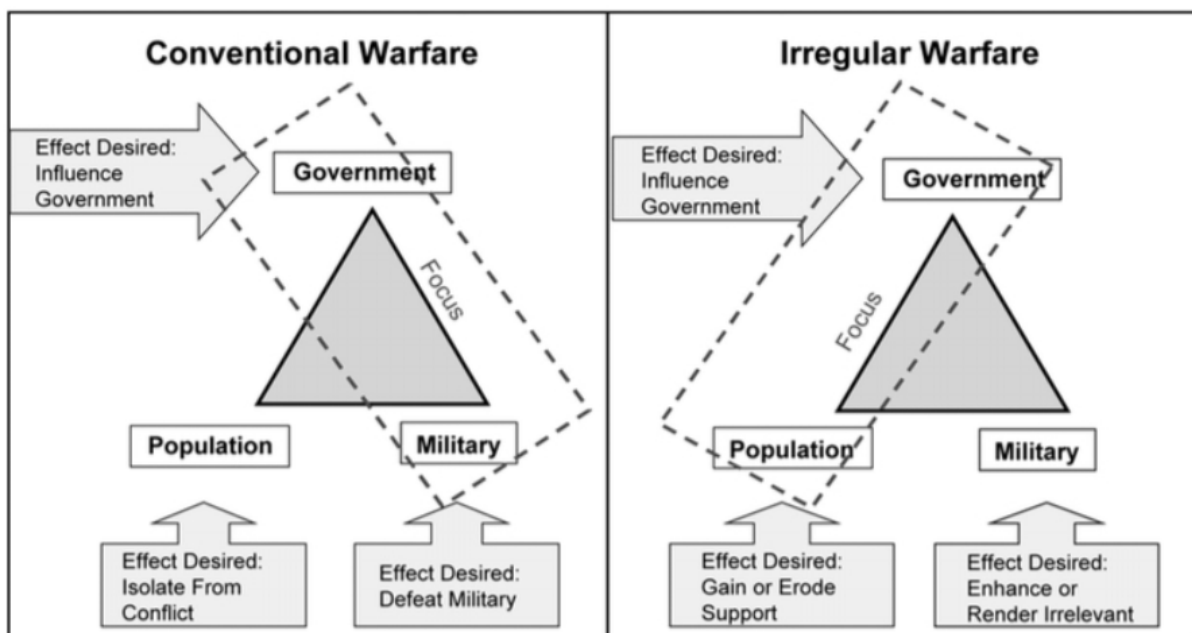 Conventional Warfare
Effect Desired:
Influence
Government
Government
Focus
Population
Military
Effect Desired:
Isolate From
Conflict
Effect Desired:
Defeat Military
Irregular Warfare
Effect Desired:
Influence
Government
Government
Focus
Population
Military
Effect Desired:
Gain or Erode
Support
Effect Desired:
Enhance or
Render Irrelevant